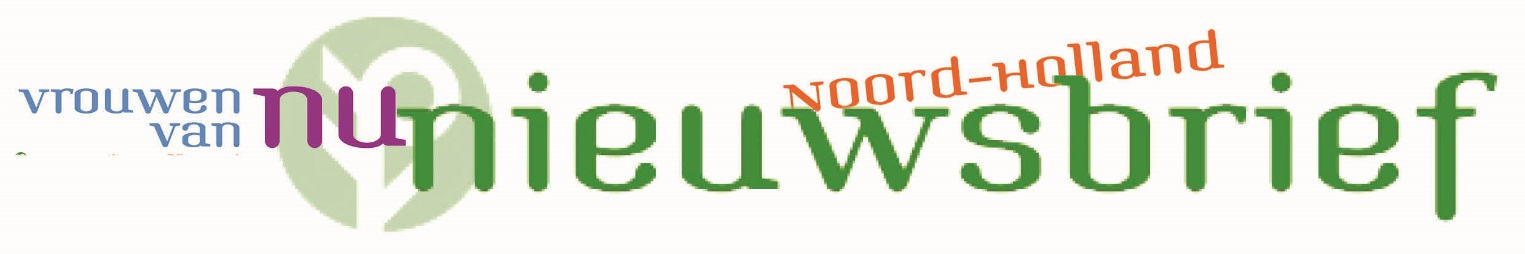 vrouwen
van nu
Noord-Holland
nieuwsbrief